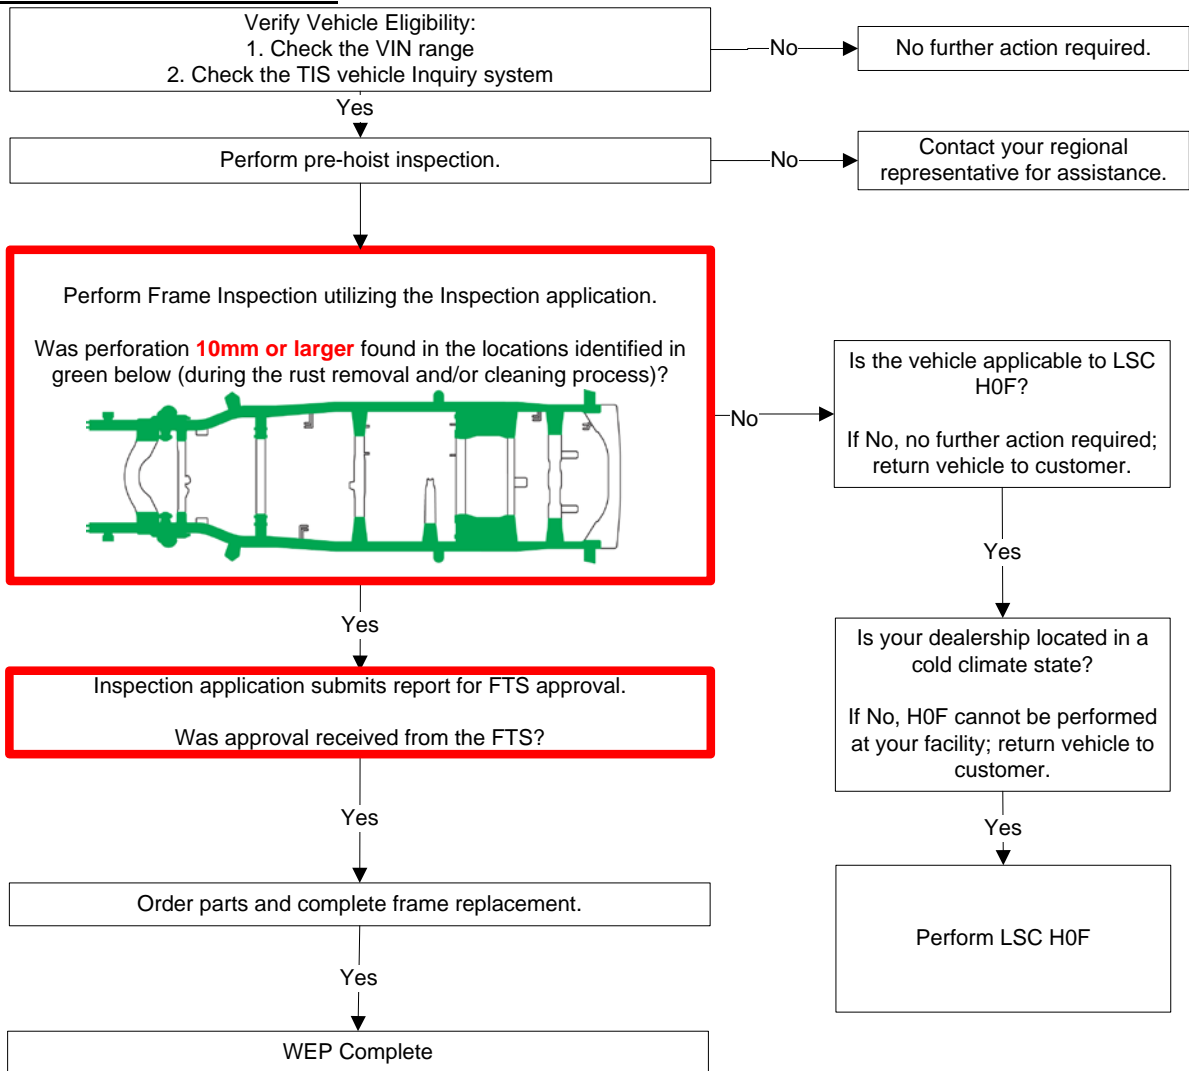 Verify Vehicle Eligibility:
1. Check the VIN range
2. Check the TIS vehicle Inquiry system
No
No further action required.
Yes
Perform pre-hoist inspection.
No
Contact your regional
representative for assistance.
Perform Frame Inspection utilizing the Inspection application.
Was perforation 10mm or larger found in the locations identified in
green below (during the rust removal and/or cleaning process)?
No
Is the vehicle applicable to LSC
H0F?
If No, no further action required;
return vehicle to customer.
Yes
Yes
Inspection application submits report for FTS approval.
Was approval received from the FTS?
Is your dealership located in a
cold climate state?
If No, H0F cannot be performed
at your facility; return vehicle to
customer.
Yes
Yes
Order parts and complete frame replacement.
Perform LSC H0F
Yes
WEP Complete